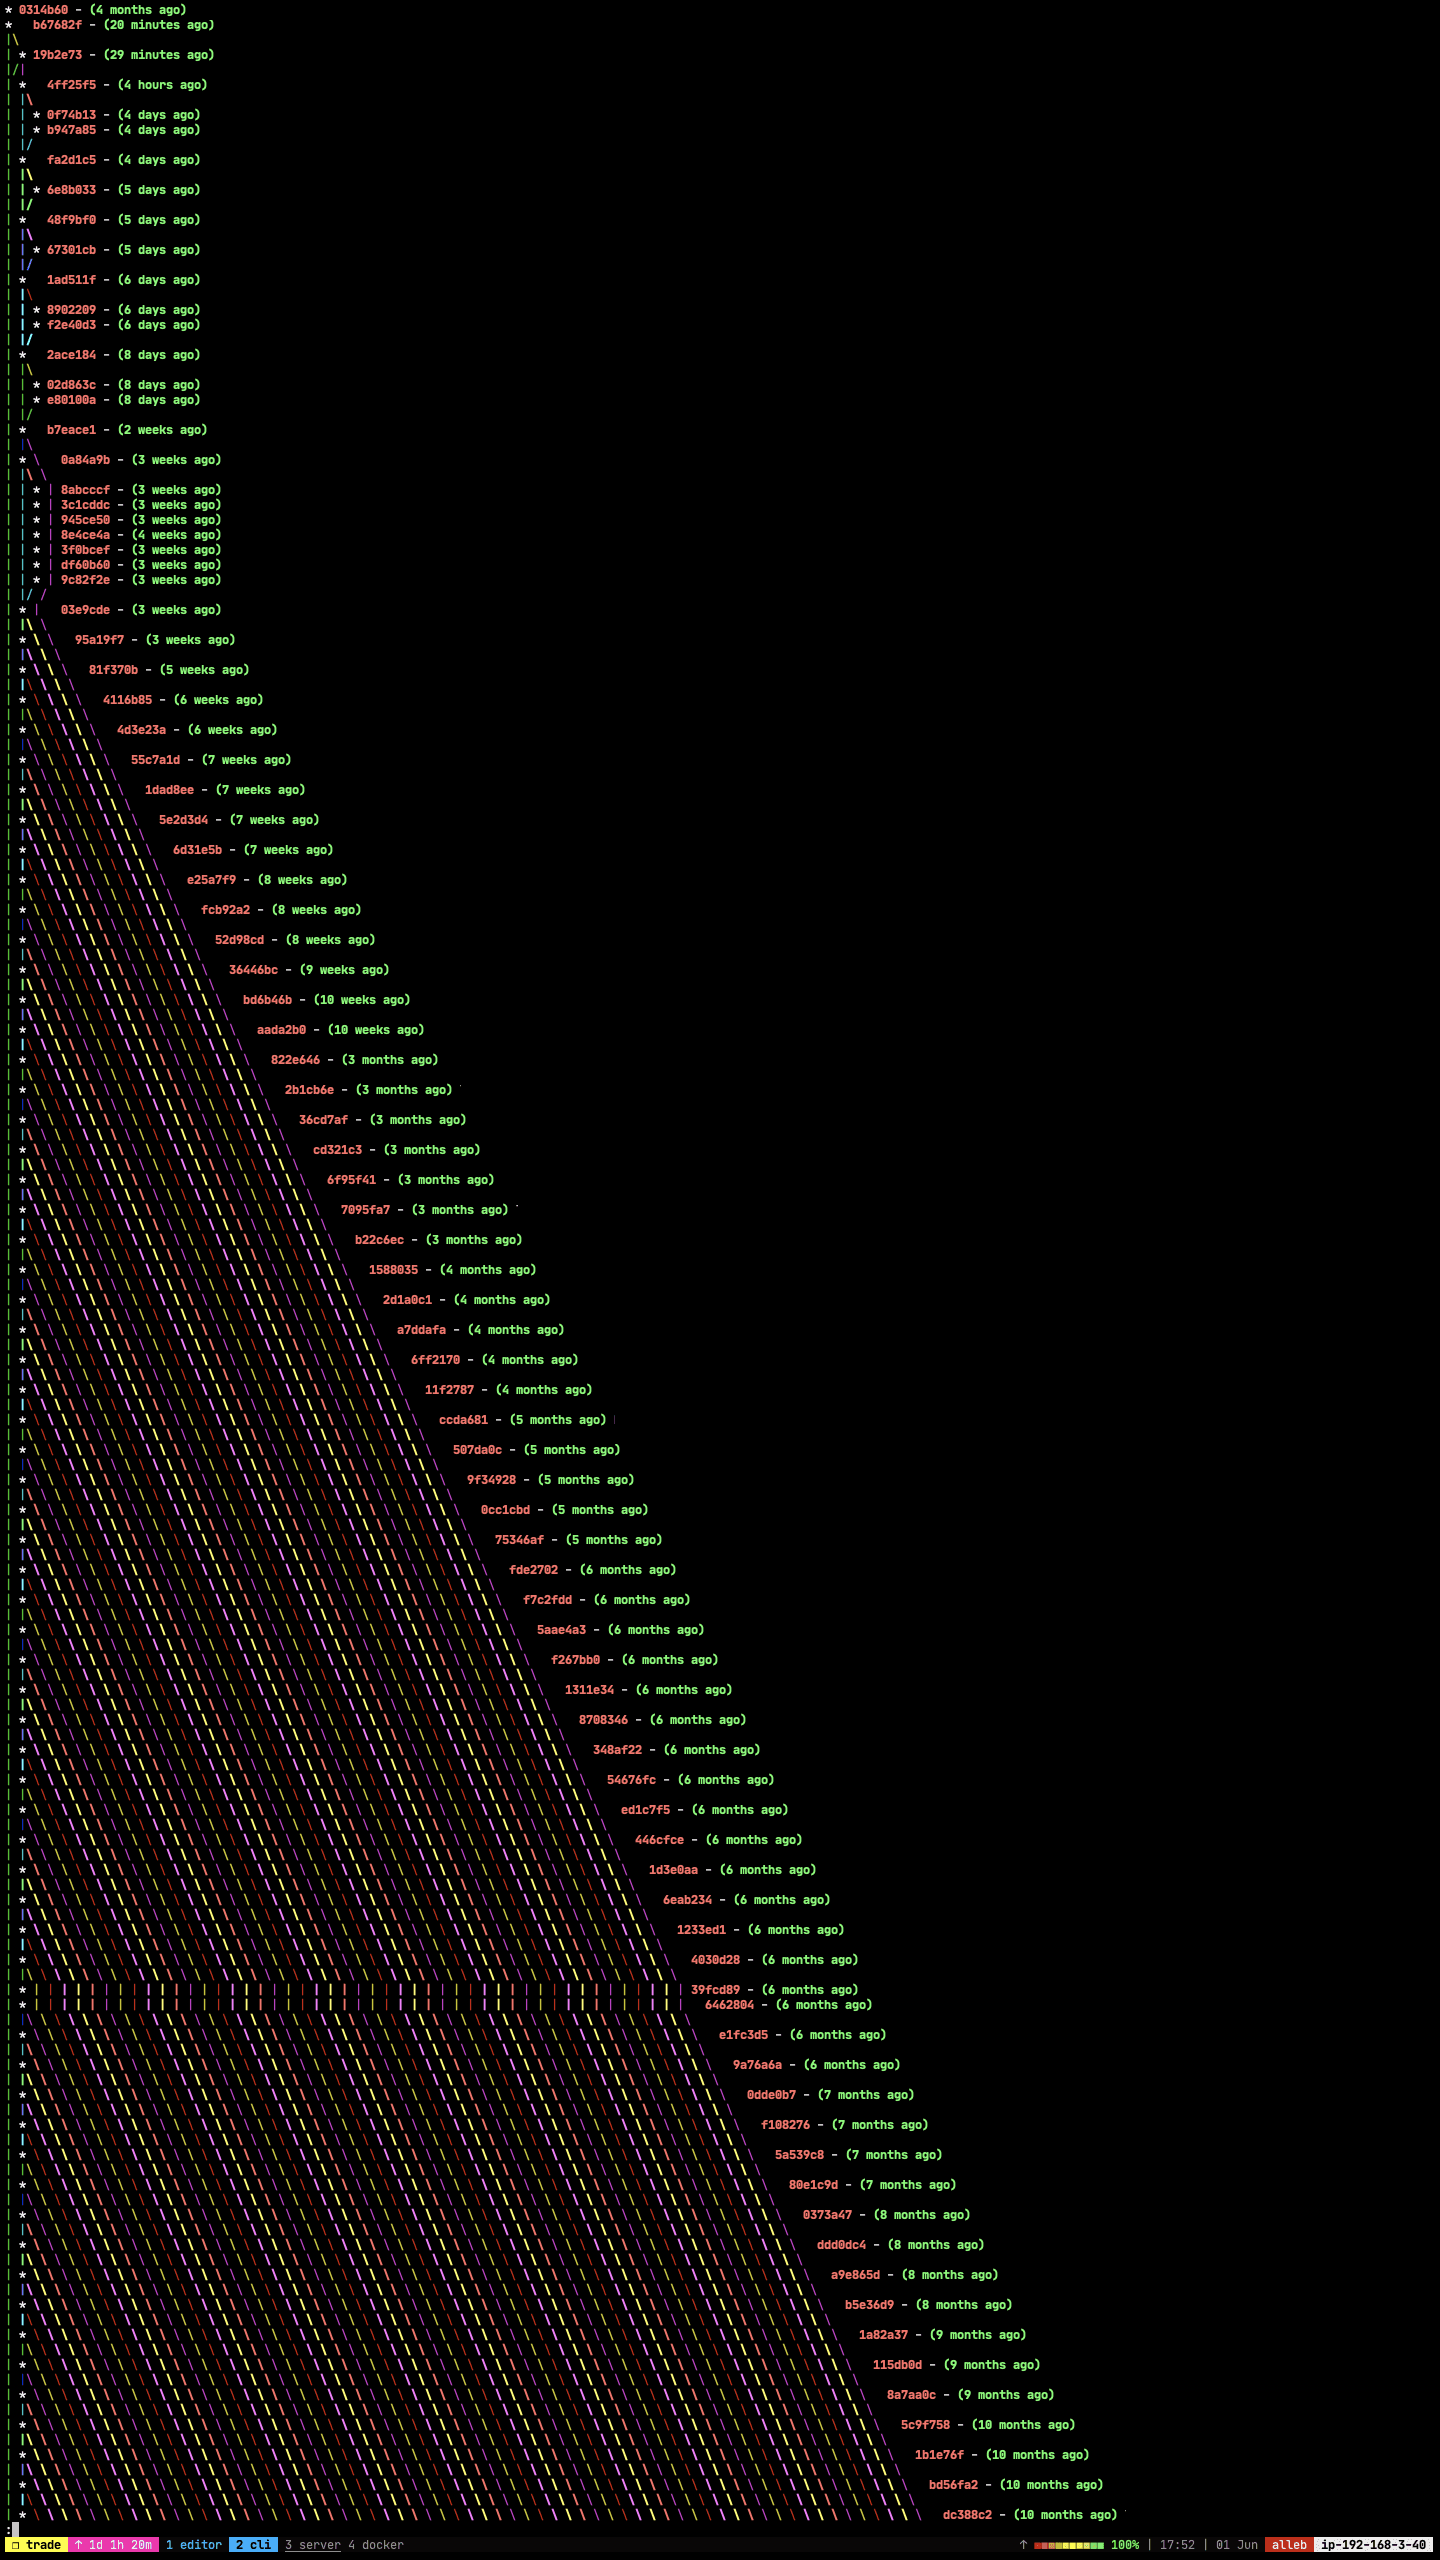 * 0314b60 - (4 months ago)
* b67682f - (20 minutes ago)
* 19b2e73 - (29 minutes ago)
* 4ff25f5 - (4 hours ago)
* 0f74b13 - (4 days ago)
* b947a85 - (4 days ago)
* fa2d1c5 - (4 days ago)
* 6e8b033 - (5 days ago)
* 48f9bf0 - (5 days ago)
* 67301cb - (5 days ago)
* 1ad511f - (6 days ago)
* 8902209 - (6 days ago)
* f2e40d3 - (6 days ago)
* 2ace184 - (8 days ago)
* 02d863c - (8 days ago)
* e80100a - (8 days ago)
* b7eace1 - (2 weeks ago)
* 0a84a9b - (3 weeks ago)
* 8abcccf - (3 weeks ago)
* 3c1cddc - (3 weeks ago)
* 945ce50 - (3 weeks ago)
* 8e4ce4a - (4 weeks ago)
* 3f0bcef - (3 weeks ago)
* df60b60 - (3 weeks ago)
* 9c82f2e - (3 weeks ago)
* 03e9cde - (3 weeks ago)
* 95a19f7 - (3 weeks ago)
* 81f370b - (5 weeks ago)
* 4116b85 - (6 weeks ago)
* 4d3e23a - (6 weeks ago)
* 55c7a1d - (7 weeks ago)
* 1dad8ee - (7 weeks ago)
* 5e2d3d4 - (7 weeks ago)
* 6d31e5b - (7 weeks ago)
* e25a7f9 - (8 weeks ago)
* fcb92a2 - (8 weeks ago)
* 52d98cd - (8 weeks ago)
* 36446bc - (9 weeks ago)
* bd6b46b - (10 weeks ago)
* aada2b0 - (10 weeks ago)
* 822e646 - (3 months ago)
* 2b1cb6e - (3 months ago)
* 36cd7af - (3 months ago)
* cd321c3 - (3 months ago)
* 6f95f41 - (3 months ago)
* 7095fa7 - (3 months ago)
* b22c6ec - (3 months ago)
* 1588035 - (4 months ago)
* 2d1a0c1 - (4 months ago)
* a7ddafa - (4 months ago)
* 6ff2170 - (4 months ago)
* 11f2787 - (4 months ago)
* ccda681 - (5 months ago)
* 507da0c - (5 months ago)
* 9f34928 - (5 months ago)
* 0cc1cbd - (5 months ago)
* 75346af - (5 months ago)
* fde2702 - (6 months ago)
* f7c2fdd - (6 months ago)
* 5aae4a3 - (6 months ago)
* f267bb0 - (6 months ago)
* 1311e34 - (6 months ago)
* 8708346 - (6 months ago)
* 348af22 - (6 months ago)
* 54676fc - (6 months ago)
* ed1c7f5 - (6 months ago)
* 446cfce - (6 months ago)
* 1d3e0aa - (6 months ago)
* 6eab234 - (6 months ago)
* 1233ed1 - (6 months ago)
* 4030d28 - (6 months ago)
* 39fcd89 - (6 months ago)
* 6462804 - (6 months ago)
* e1fc3d5 - (6 months ago)
* 9a76a6a - (6 months ago)
* 0dde0b7 - (7 months ago)
* f108276 - (7 months ago)
* 5a539c8 - (7 months ago)
* 80e1c9d - (7 months ago)
* 0373a47 - (8 months ago)
* ddd0dc4 - (8 months ago)
* a9e865d - (8 months ago)
* b5e36d9 - (8 months ago)
* 1a82a37 - (9 months ago)
* 115db0d - (9 months ago)
* 8a7aa0c - (9 months ago)
* 5c9f758 - (10 months ago)
* 1b1e76f - (10 months ago)
* bd56fa2 - (10 months ago)
* dc388c2 - (10 months ago)
:
❐ trade ↑ 1d 1h 20m 1 editor 2 cli 3 server 4 docker ↑ 100% | 17:52 | 01 Jun alleb ip-192-168-3-40